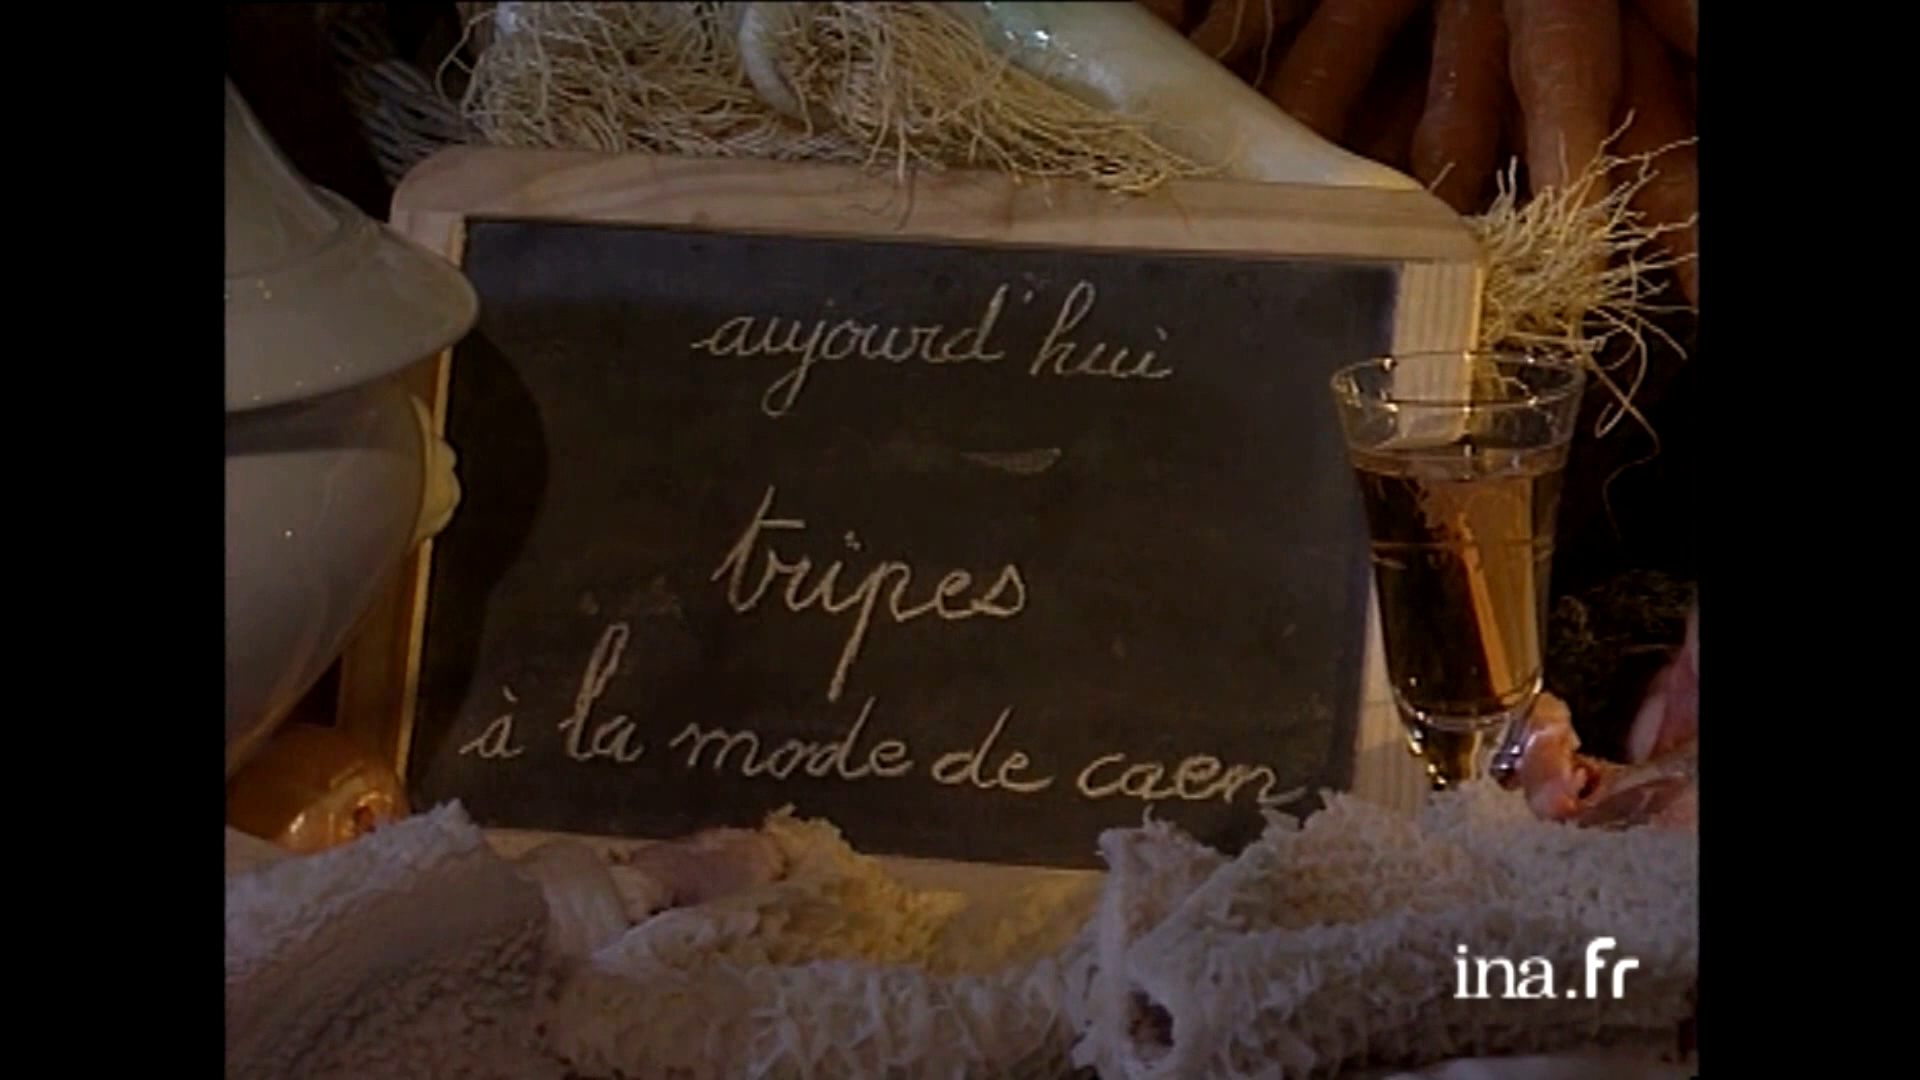 aujourd'hui
tripes
à la mode de caen
ina.fr